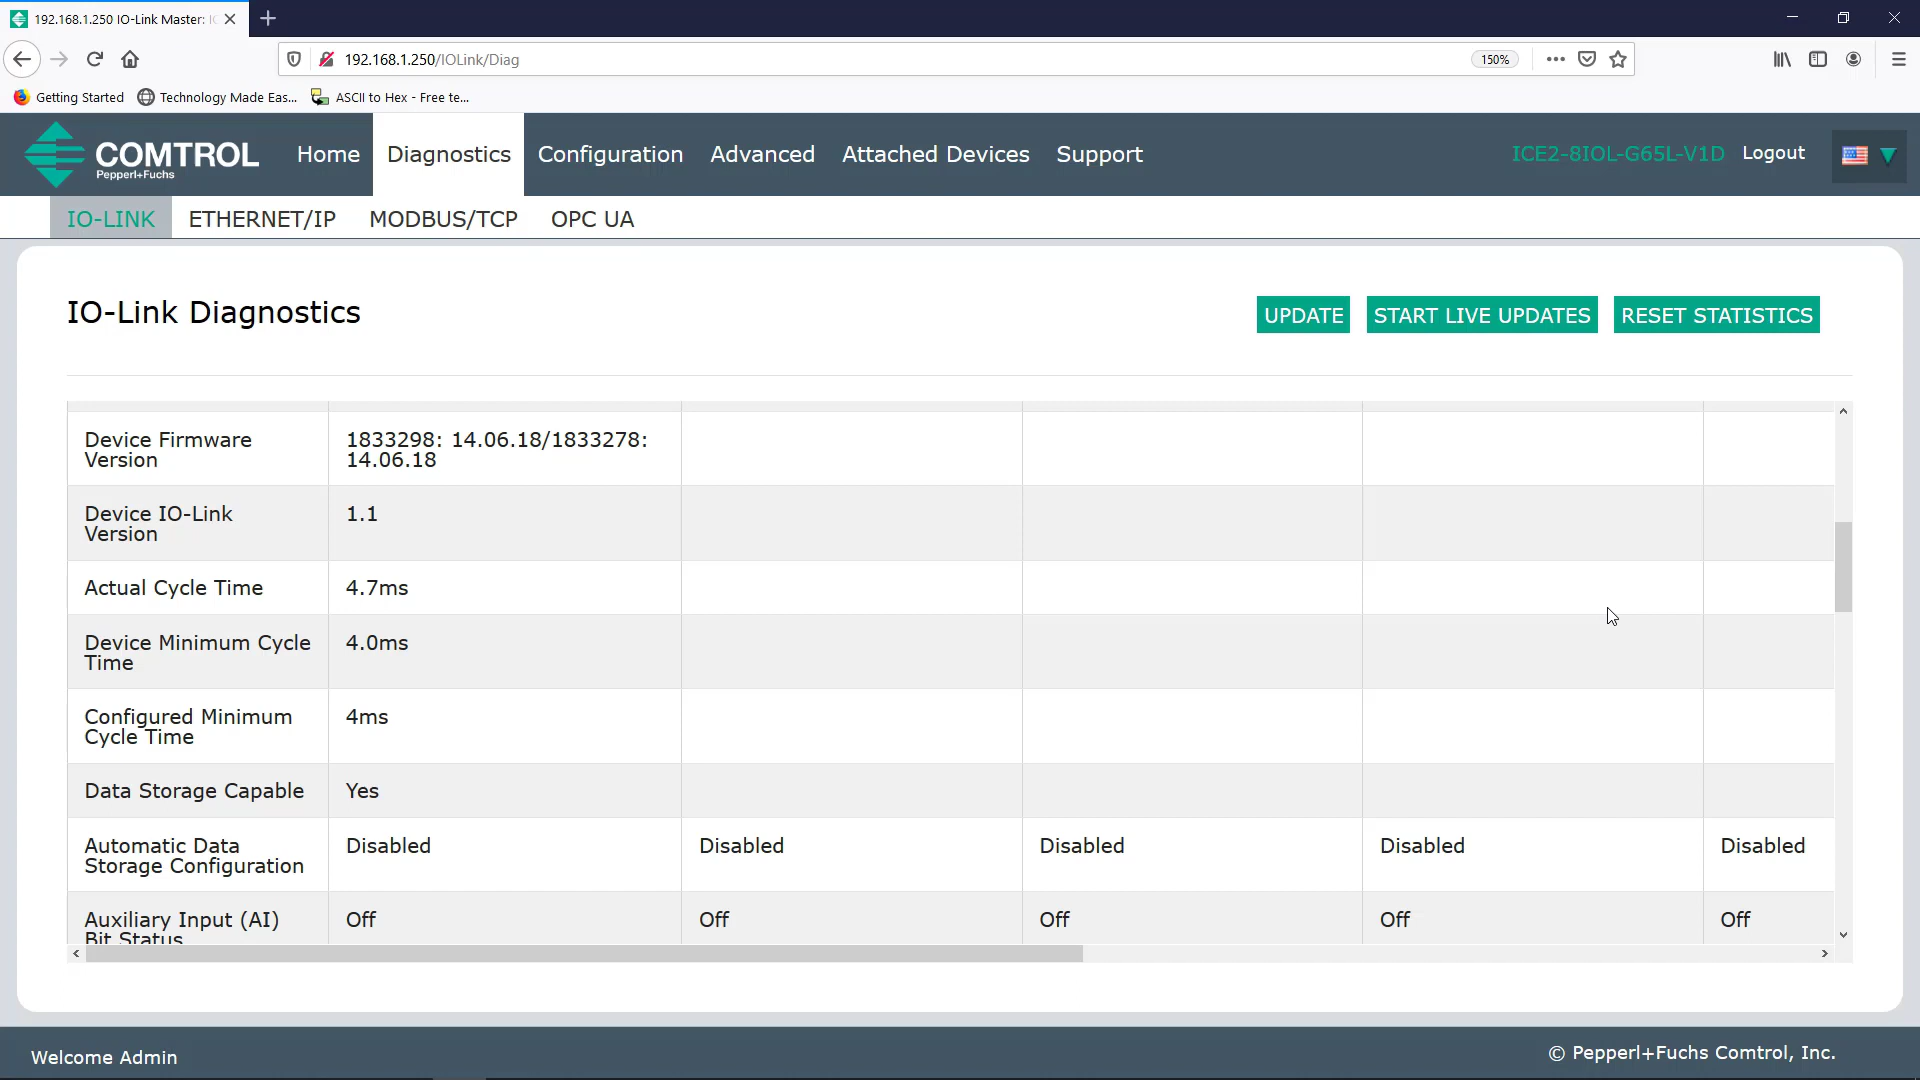 192.168.1.250 IO-Link Master: IO
192.168.1.250/IOLink/Diag
150%
Getting Started
Technology Made Eas...
ASCII to Hex - Free te...
COMTROL
Pepperl+Fuchs
Home
Diagnostics
Configuration
Advanced
Attached Devices
Support
ICE2-8IOL-G65L-V1D
Logout
IO-LINK
ETHERNET/IP
MODBUS/TCP
OPC UA
IO-Link Diagnostics
UPDATE
START LIVE UPDATES
RESET STATISTICS
Device Firmware
Version
1833298: 14.06.18/1833278:
14.06.18
Device IO-Link
Version
1.1
Actual Cycle Time
4.7ms
Device Minimum Cycle
Time
4.0ms
Configured Minimum
Cycle Time
4ms
Data Storage Capable
Yes
Automatic Data
Storage Configuration
Disabled
Disabled
Disabled
Disabled
Disabled
Auxiliary Input (AI)
Bit Status
Off
Off
Off
Off
Off
Welcome Admin
© Pepperl+Fuchs Comtrol, Inc.